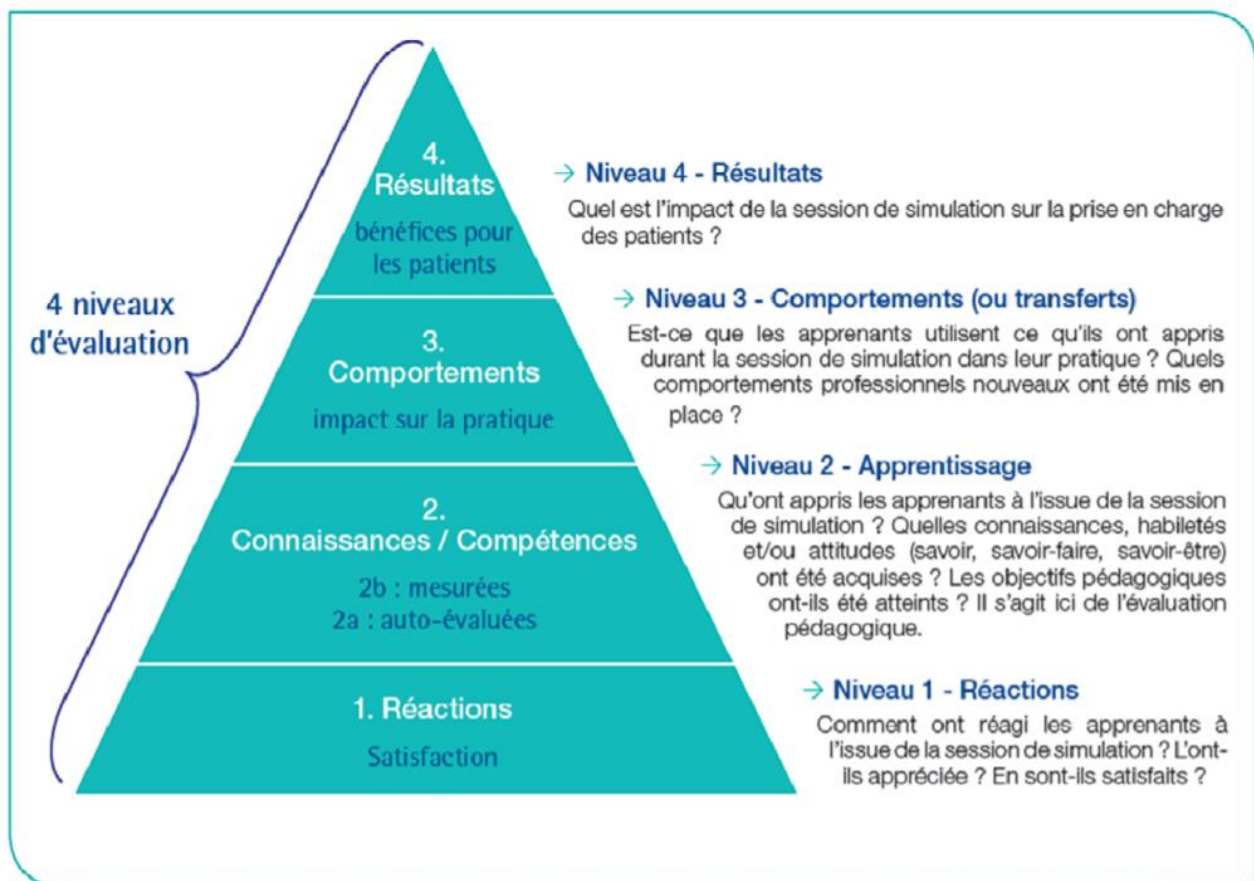 4 niveaux
d'évaluation
4.
Résultats
bénéfices pour
les patients
3.
Comportements
impact sur la pratique
2.
Connaissances / Compétences
2b : mesurées
2a : auto-évaluées
1. Réactions
Satisfaction
→ Niveau 4 - Résultats
Quel est l'impact de la session de simulation sur la prise en charge
des patients ?
→ Niveau 3 - Comportements (ou transferts)
Est-ce que les apprenants utilisent ce qu'ils ont appris
durant la session de simulation dans leur pratique ? Quels
comportements professionnels nouveaux ont été mis en
place ?
→ Niveau 2 - Apprentissage
Qu'ont appris les apprenants à l'issue de la session
de simulation ? Quelles connaissances, habiletés
et/ou attitudes (savoir, savoir-faire, savoir-être)
ont été acquises ? Les objectifs pédagogiques
ont-ils été atteints ? Il s'agit ici de l'évaluation
pédagogique.
→ Niveau 1 - Réactions
Comment ont réagi les apprenants à
l'issue de la session de simulation ? L'ont-
ils appréciée ? En sont-ils satisfaits ?